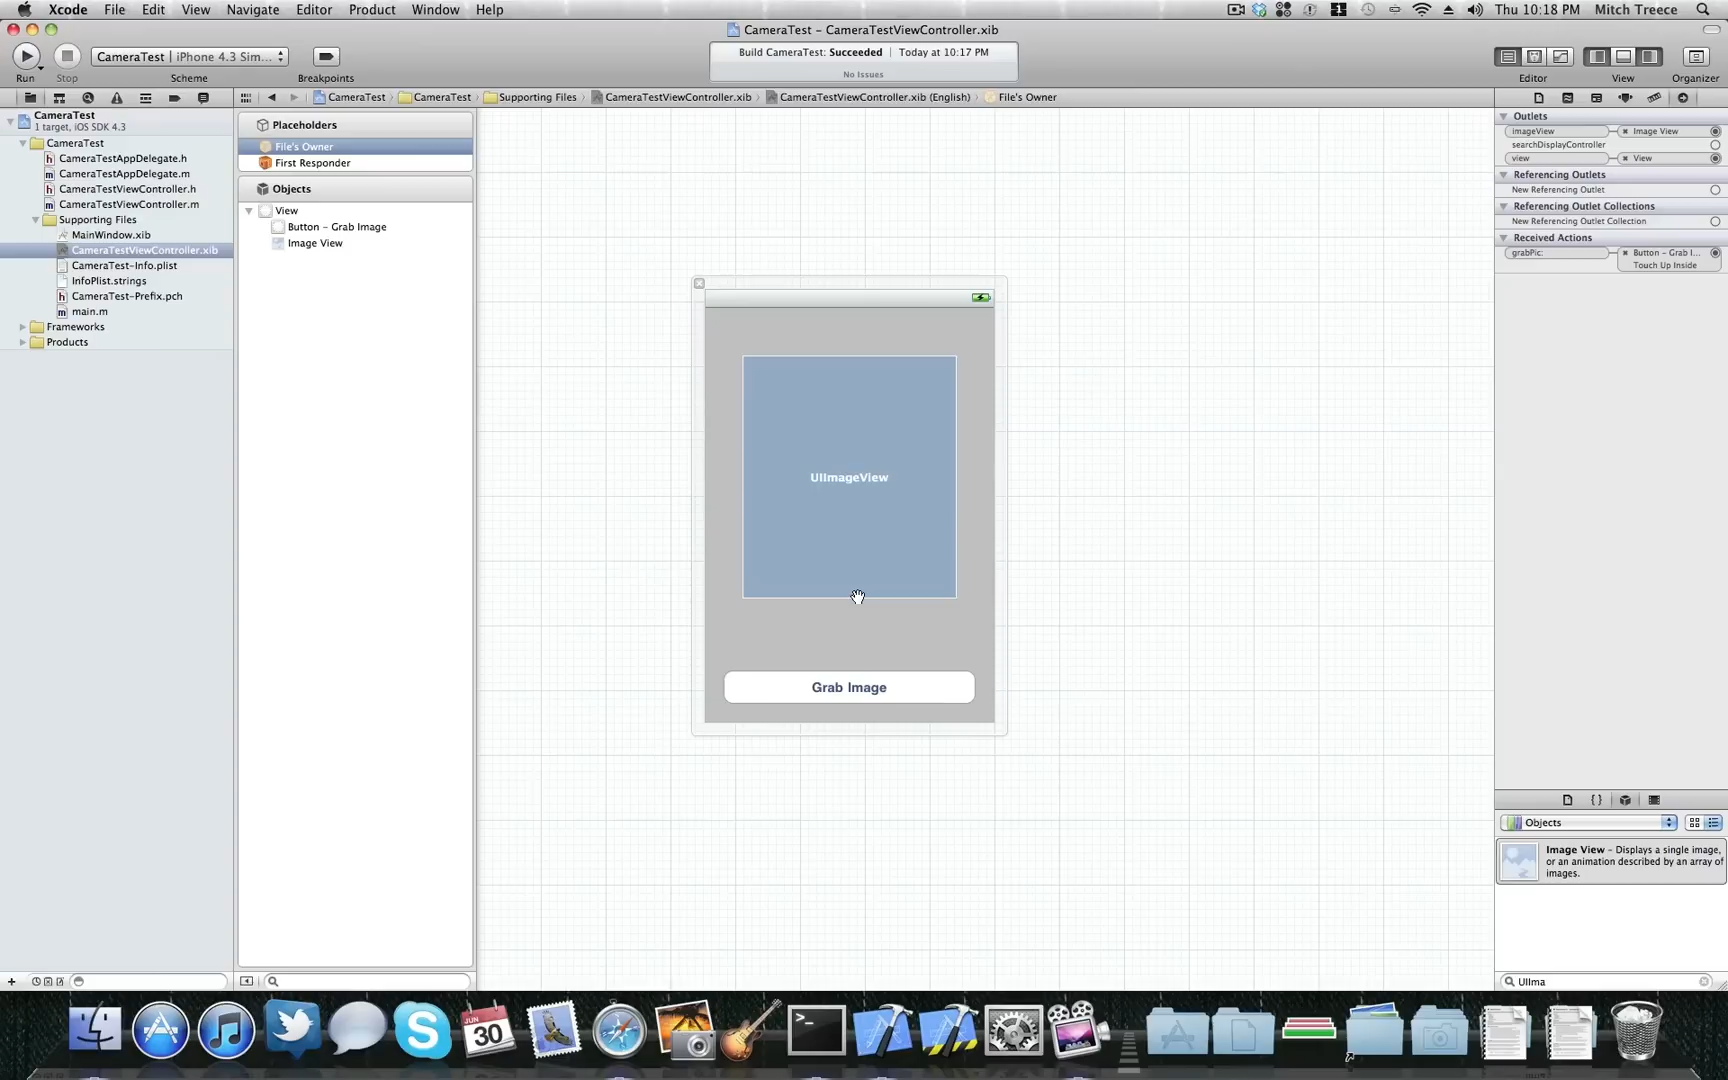 Xcode File Edit View Navigate Editor Product Window Help
Thu 10:18 PM Mitch Treece
CameraTest - CameraTestViewController.xib
CameraTest | iPhone 4.3 Sim...
Build CameraTest: Succeeded | Today at 10:17 PM
No Issues
Run Stop Scheme Breakpoints
Editor View Organizer
CameraTest CameraTest Supporting Files CameraTestViewController.xib CameraTestViewController.xib (English) File's Owner
CameraTest
1 target, iOS SDK 4.3
CameraTest
CameraTestAppDelegate.h
CameraTestAppDelegate.m
CameraTestViewController.h
CameraTestViewController.m
Supporting Files
MainWindow.xib
CameraTestViewController.xib
CameraTest-Info.plist
InfoPlist.strings
CameraTest-Prefix.pch
main.m
Frameworks
Products
Placeholders
File's Owner
First Responder
Objects
View
Button - Grab Image
Image View
UIImageView
Grab Image
Outlets
imageView Image View
searchDisplayController
view View
Referencing Outlets
New Referencing Outlet
Referencing Outlet Collections
New Referencing Outlet Collection
Received Actions
grabPic: Button - Grab I...
Touch Up Inside
Objects
Image View - Displays a single image,
or an animation described by an array of
images.
UIIma
JUN
30